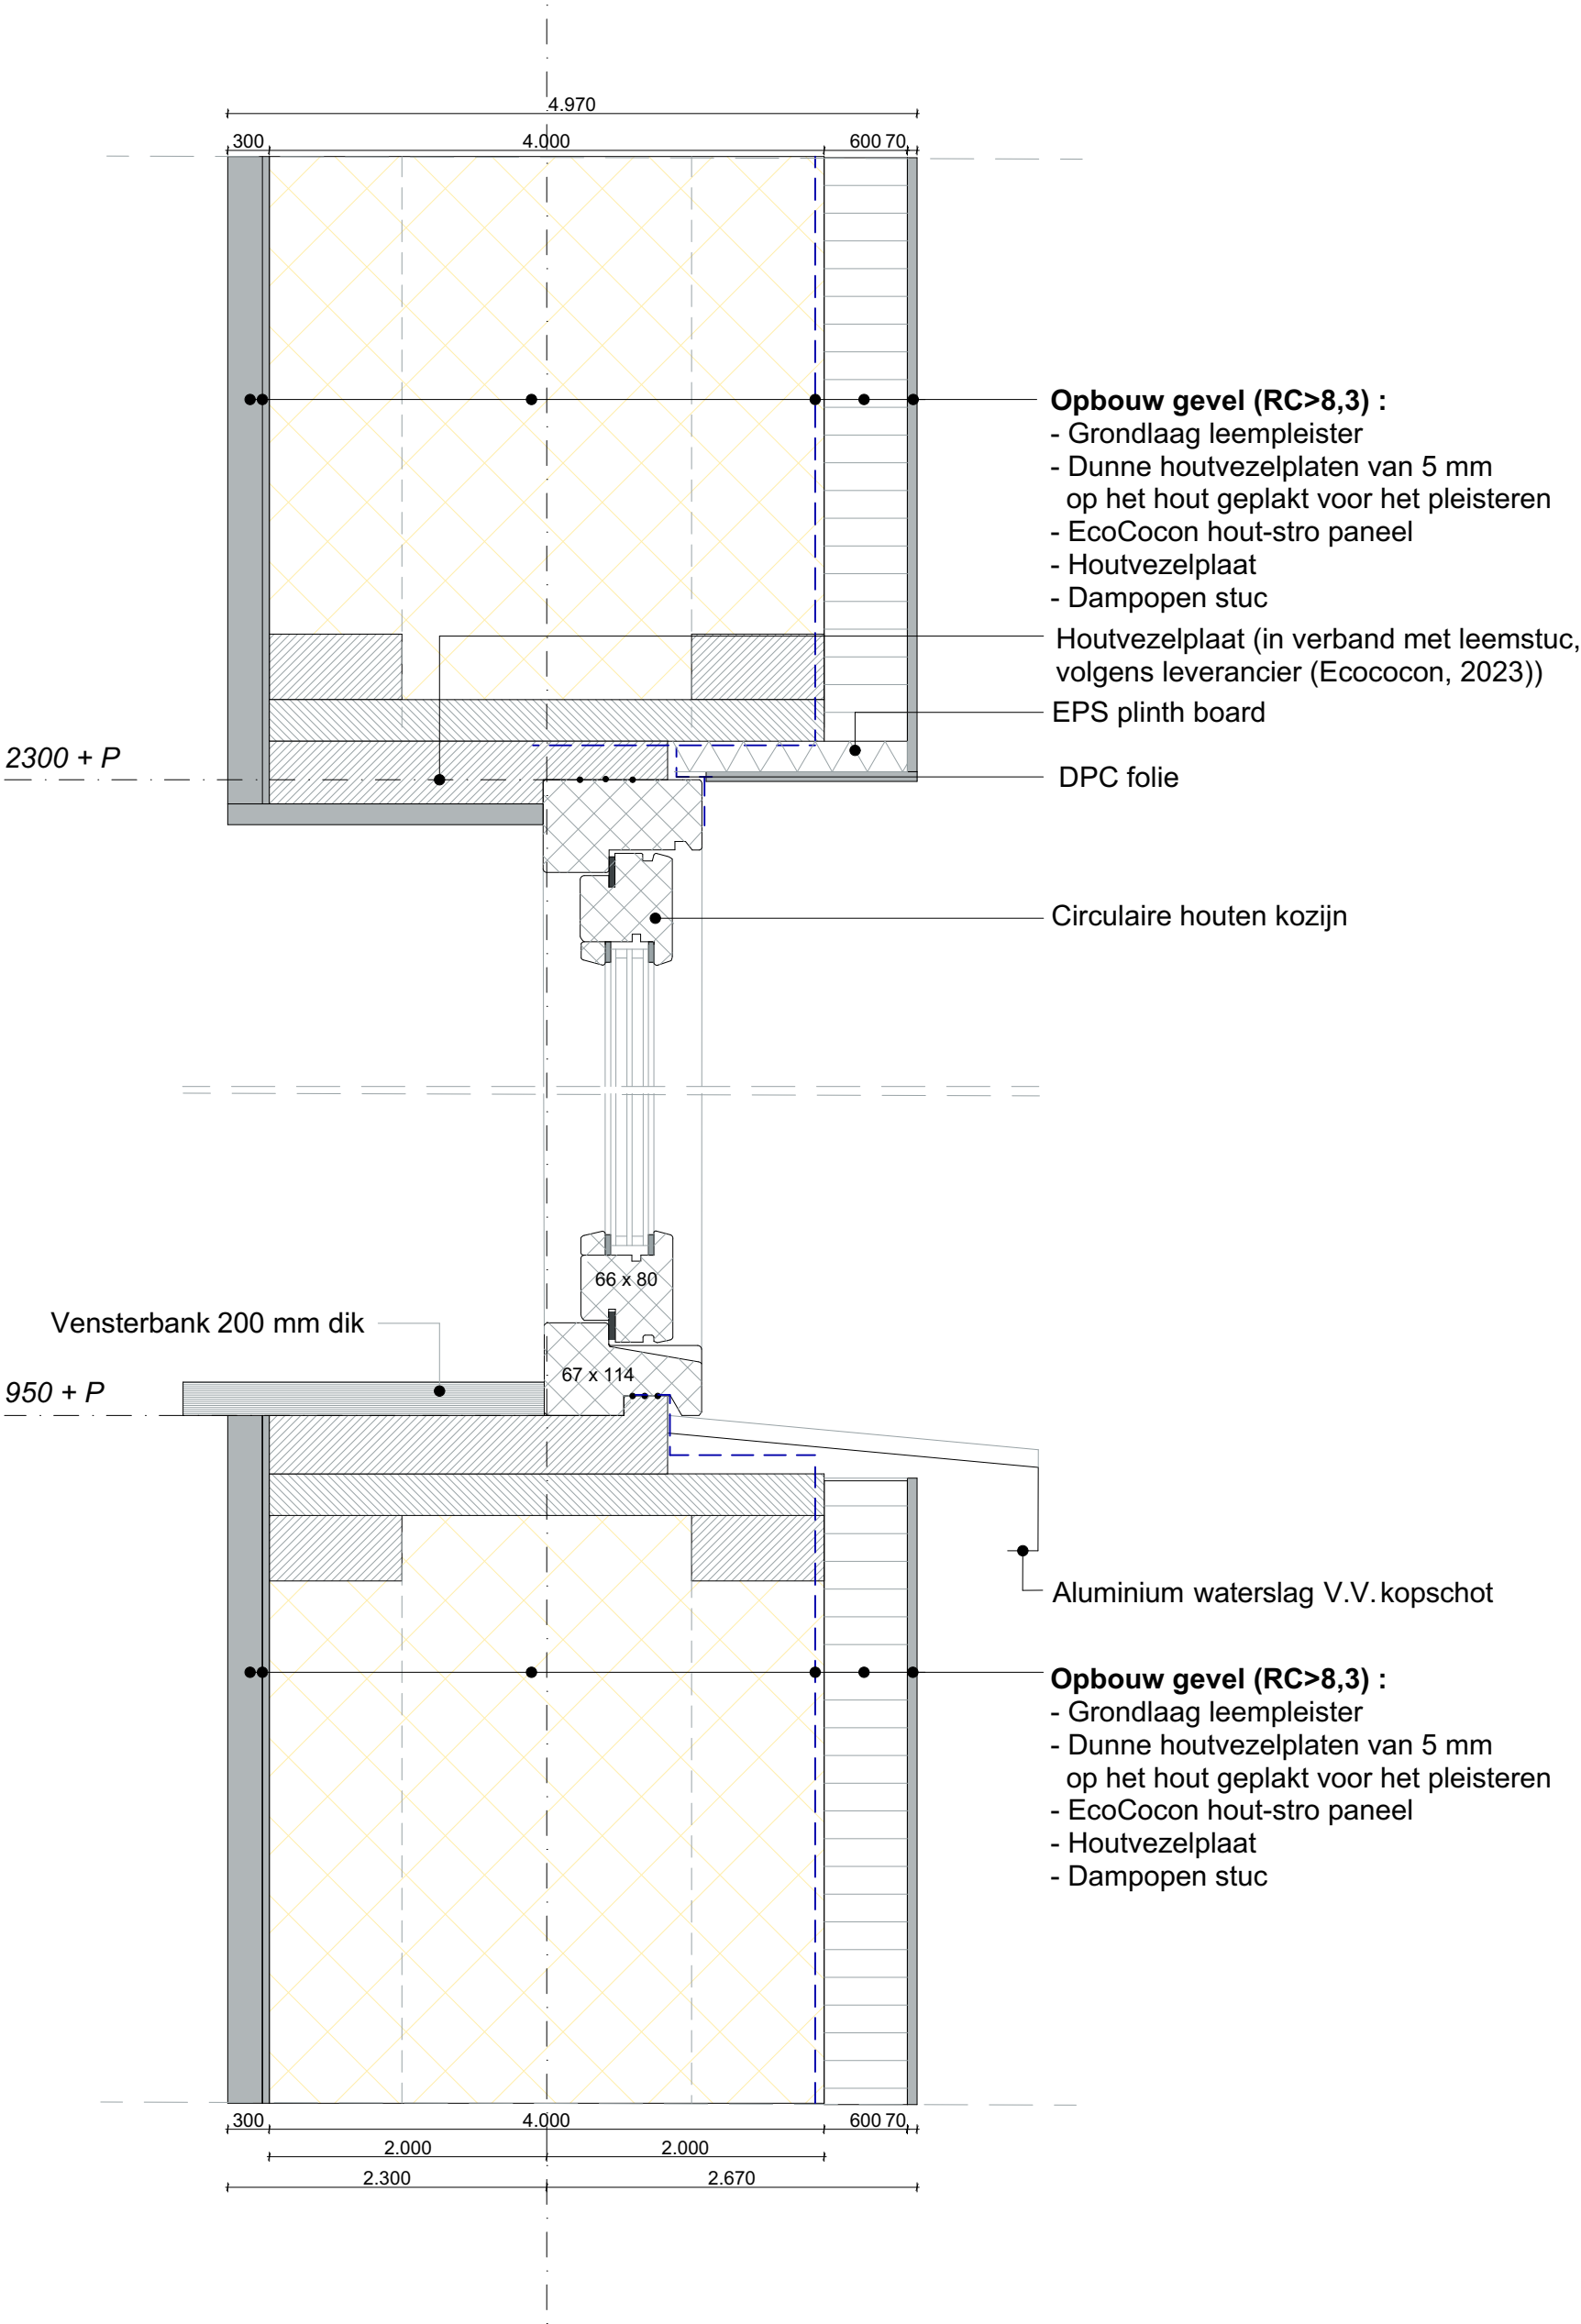 4.970
300 4.000 600 70
Opbouw gevel (RC>8,3) :
- Grondlaag leempleister
- Dunne houtvezelplaten van 5 mm
op het hout geplakt voor het pleisteren
- EcoCocon hout-stro paneel
- Houtvezelplaat
- Dampopen stuc
Houtvezelplaat (in verband met leemstuc,
volgens leverancier (Ecococon, 2023))
EPS plinth board
2300 + P
DPC folie
Circulaire houten kozijn
66 x 80
Vensterbank 200 mm dik
67 x 114
950 + P
Aluminium waterslag V.V. kopschot
Opbouw gevel (RC>8,3) :
- Grondlaag leempleister
- Dunne houtvezelplaten van 5 mm
op het hout geplakt voor het pleisteren
- EcoCocon hout-stro paneel
- Houtvezelplaat
- Dampopen stuc
300 4.000 600 70
2.000 2.000
2.300 2.670